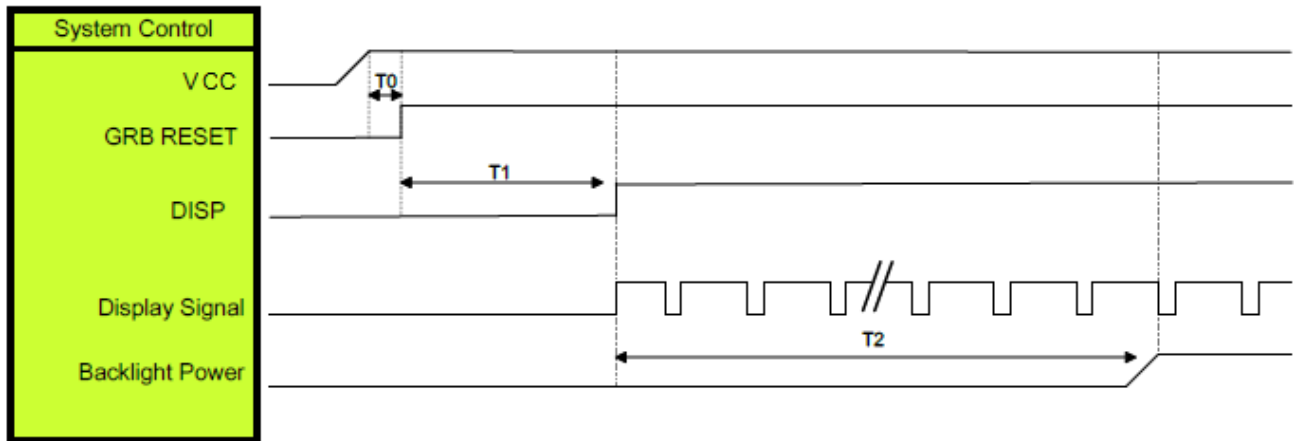 System Control
VCC
T0
GRB RESET
T1
DISP
Display Signal
T2
Backlight Power